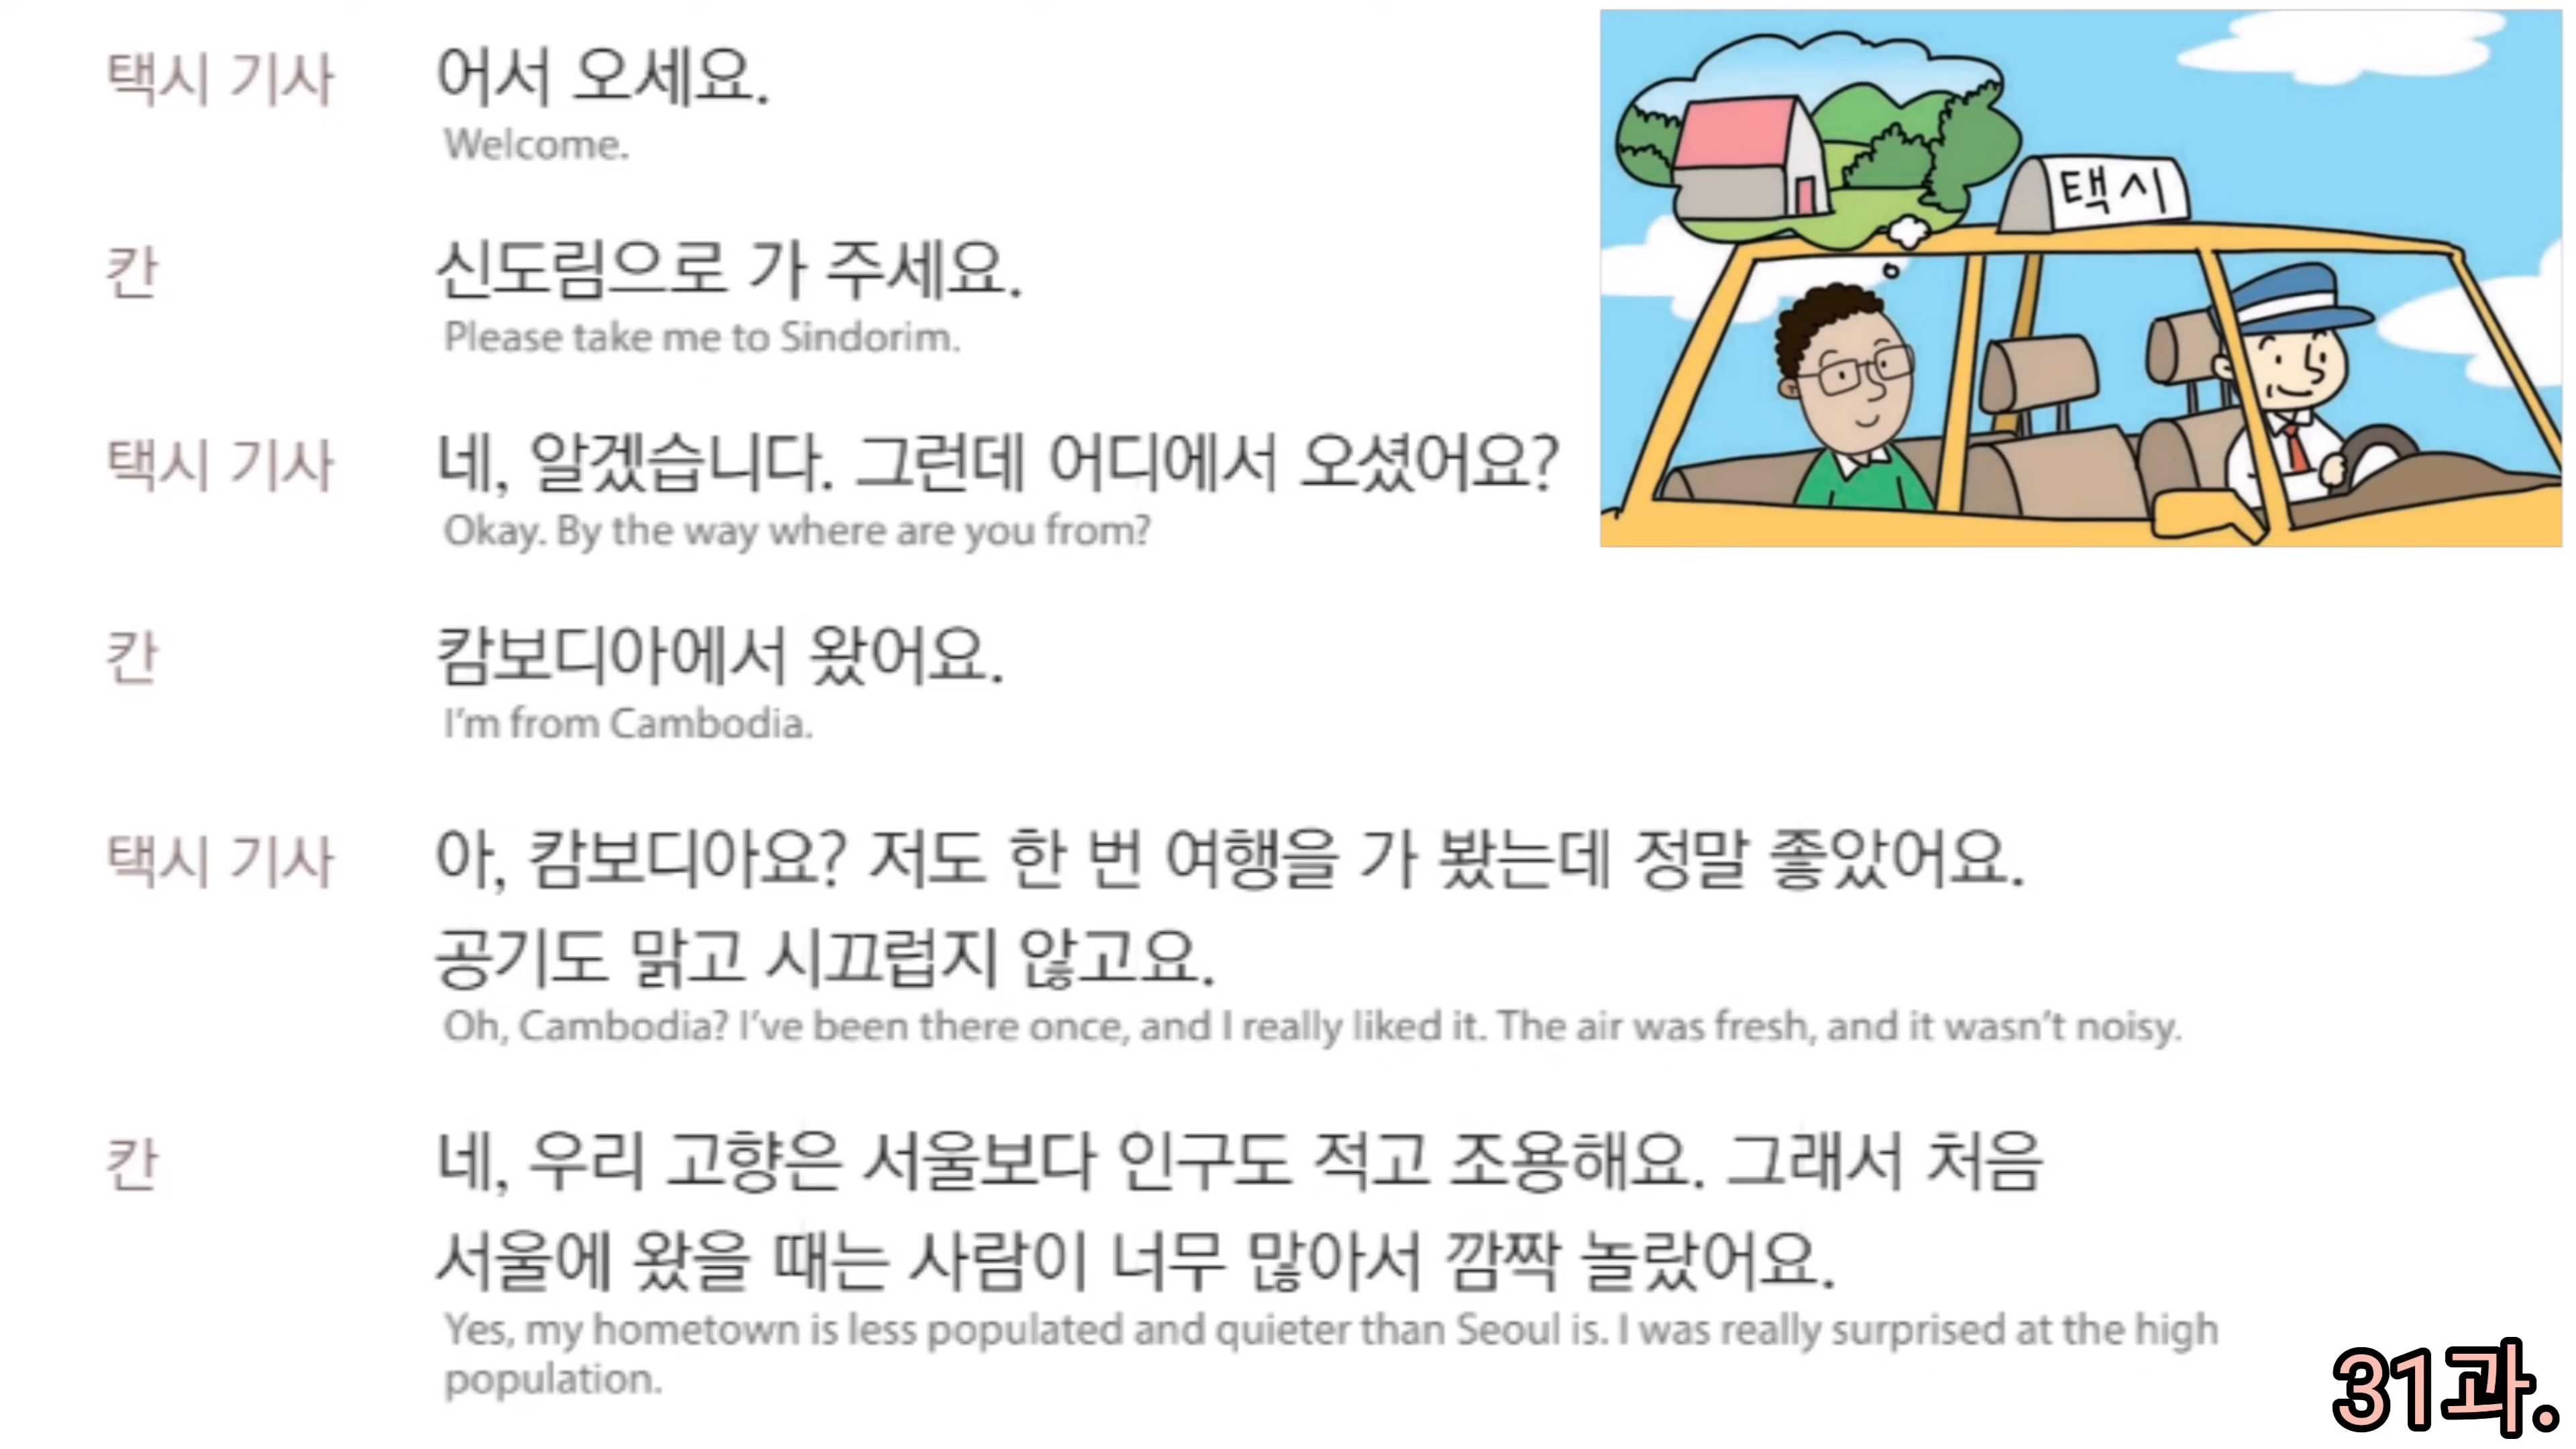 택시 기사 어서 오세요.
Welcome.
칸 신도림으로 가 주세요.
Please take me to Sindorim.
택시 기사 네, 알겠습니다. 그런데 어디에서 오셨어요?
Okay. By the way where are you from?
칸 캄보디아에서 왔어요.
I'm from Cambodia.
택시 기사 아, 캄보디아요? 저도 한 번 여행을 가 봤는데 정말 좋았어요.
공기도 맑고 시끄럽지 않고요.
Oh, Cambodia? I've been there once, and I really liked it. The air was fresh, and it wasn't noisy.
칸 네, 우리 고향은 서울보다 인구도 적고 조용해요. 그래서 처음
서울에 왔을 때는 사람이 너무 많아서 깜짝 놀랐어요.
Yes, my hometown is less populated and quieter than Seoul is. I was really surprised at the high
population.
택시
31과.